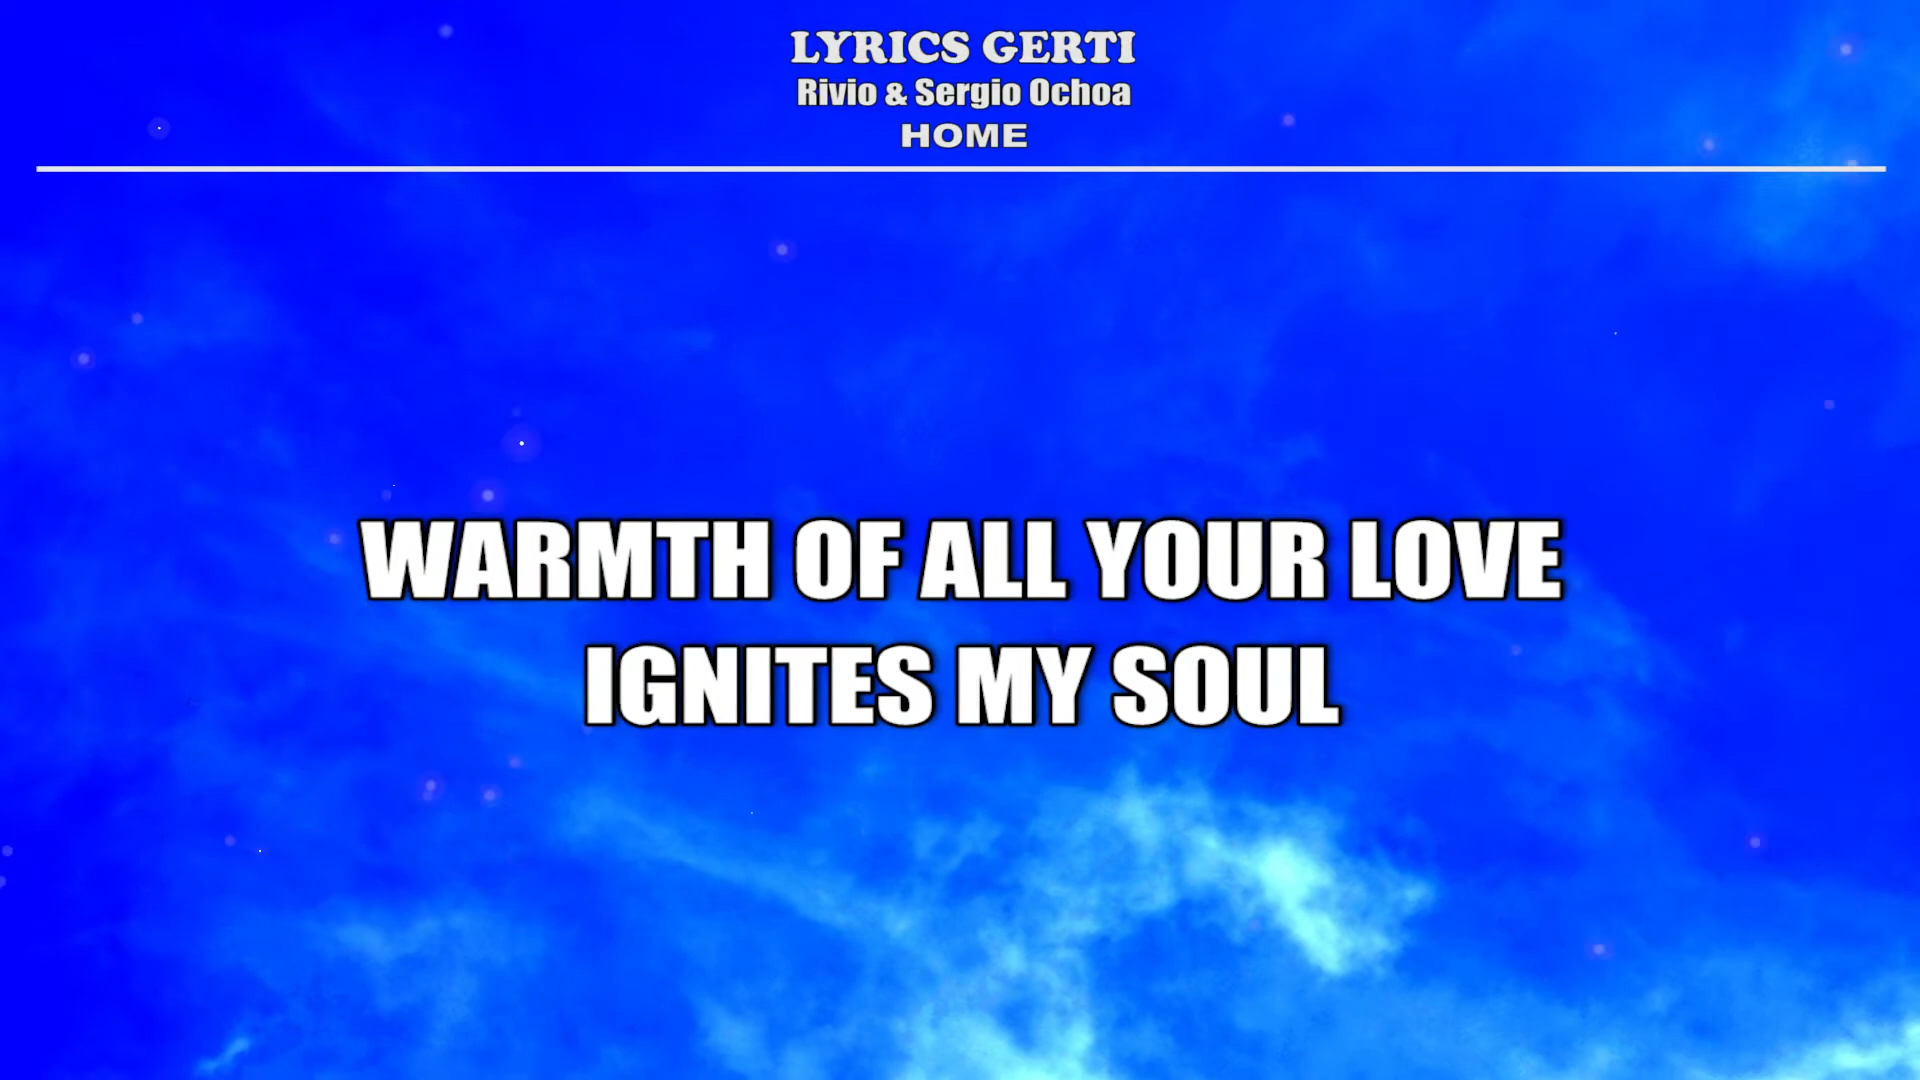 LYRICS GERTI
Rivio & Sergio Ochoa
HOME
WARMTH OF ALL YOUR LOVE
IGNITES MY SOUL